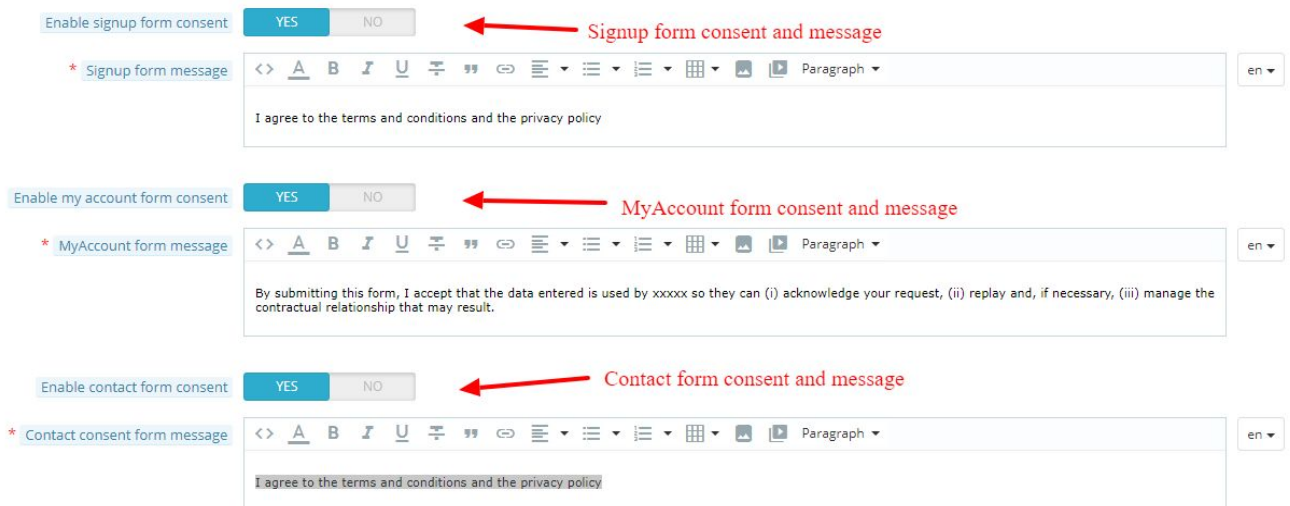 Enable signup form consent YES NO Signup form consent and message
* Signup form message <> A B I U T Paragraph en
I agree to the terms and conditions and the privacy policy
Enable my account form consent YES NO MyAccount form consent and message
* MyAccount form message <> A B I U T Paragraph en
By submitting this form, I accept that the data entered is used by xxxxx so they can (i) acknowledge your request, (ii) replay and, if necessary, (iii) manage the
contractual relationship that may result.
Enable contact form consent YES NO Contact form consent and message
* Contact consent form message <> A B I U T Paragraph en
I agree to the terms and conditions and the privacy policy